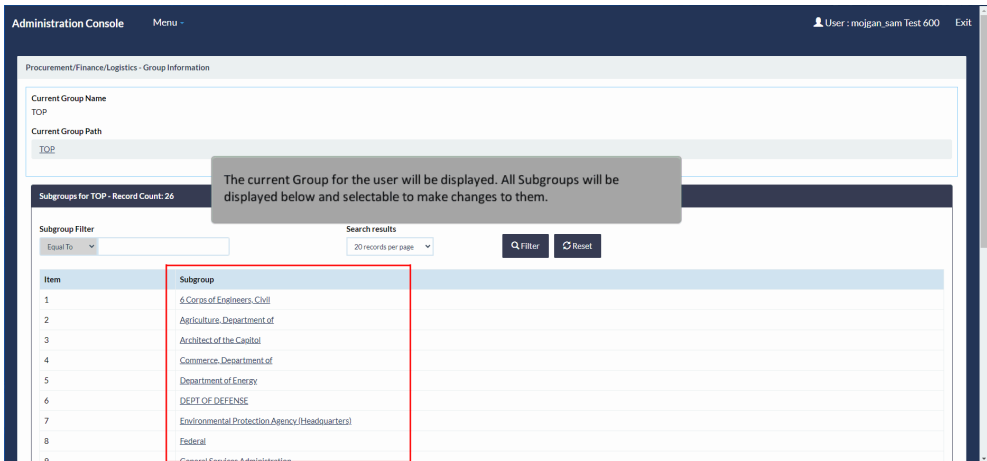 Administration Console Menu User : mojgan_sam Test 600 Exit
Procurement/Finance/Logistics - Group Information
Current Group Name
TOP
Current Group Path
TOP
The current Group for the user will be displayed. All Subgroups will be
displayed below and selectable to make changes to them.
Subgroups for TOP - Record Count: 26
Subgroup Filter Search results
Equal To 20 records per page Filter Reset
Item Subgroup
1 6 Corps of Engineers, Civil
2 Agriculture, Department of
3 Architect of the Capitol
4 Commerce, Department of
5 Department of Energy
6 DEPT OF DEFENSE
7 Environmental Protection Agency (Headquarters)
8 Federal
9 General Services Administration